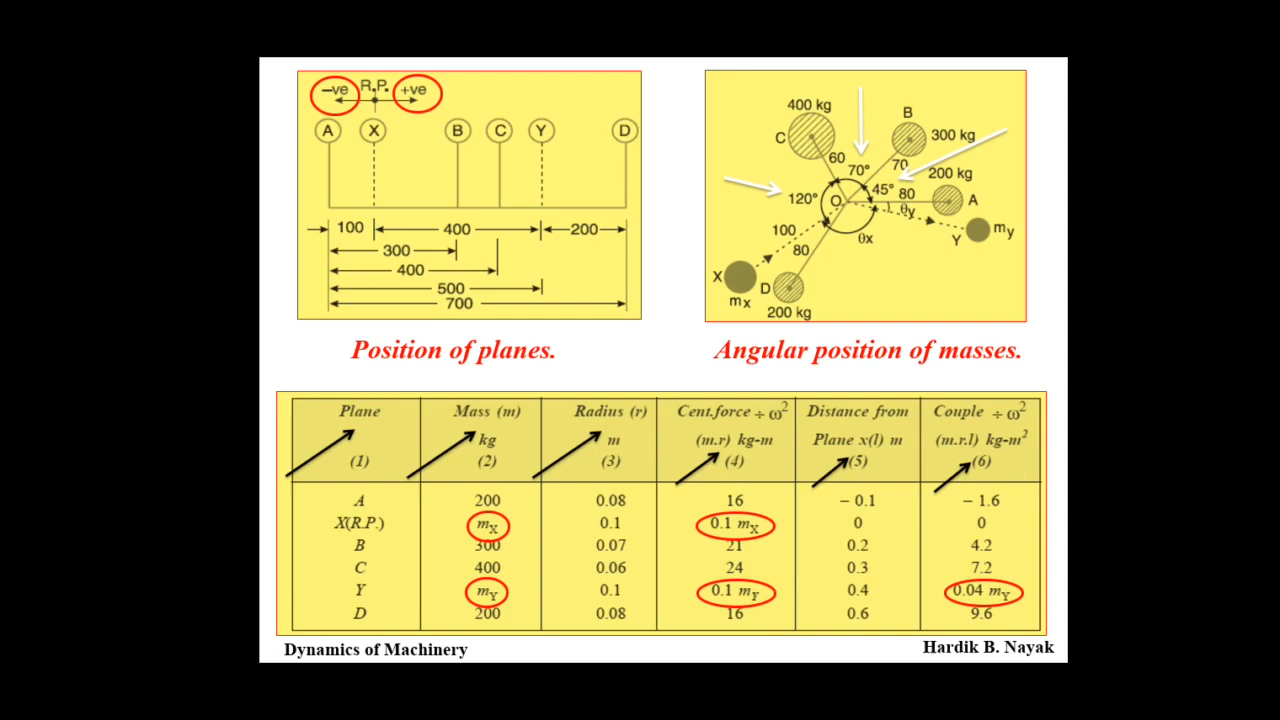 –ve R.P. +ve
A X B C Y D
100 400 200
300
400
500
700
Position of planes.
400 kg
C
B
300 kg
60
70°
70
200 kg
45°
80
A
120°
O
θy
my
Y
100
θx
80
X
D
mx
200 kg
Angular position of masses.
Plane Mass (m) Radius (r) Cent.force ÷ ω² Distance from Couple ÷ ω²
kg m (m.r) kg-m Plane x(l) m (m.r.l) kg-m²
(1) (2) (3) (4) (5) (6)
A 200 0.08 16 – 0.1 – 1.6
X(R.P.) mX 0.1 0.1 mX 0 0
B 300 0.07 21 0.2 4.2
C 400 0.06 24 0.3 7.2
Y mY 0.1 0.1 mY 0.4 0.04 mY
D 200 0.08 16 0.6 9.6
Dynamics of Machinery Hardik B. Nayak